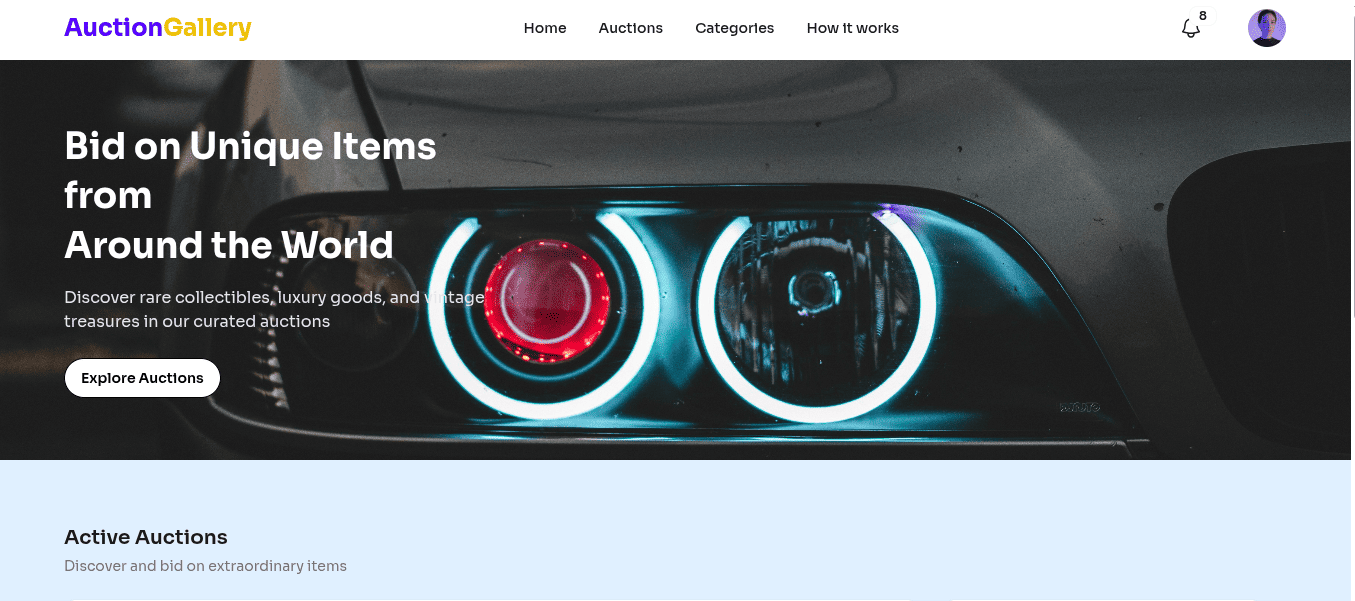 AuctionGallery
Home
Auctions
Categories
How it works
8
Bid on Unique Items
from
Around the World
Discover rare collectibles, luxury goods, and vintage
treasures in our curated auctions
Explore Auctions
Active Auctions
Discover and bid on extraordinary items